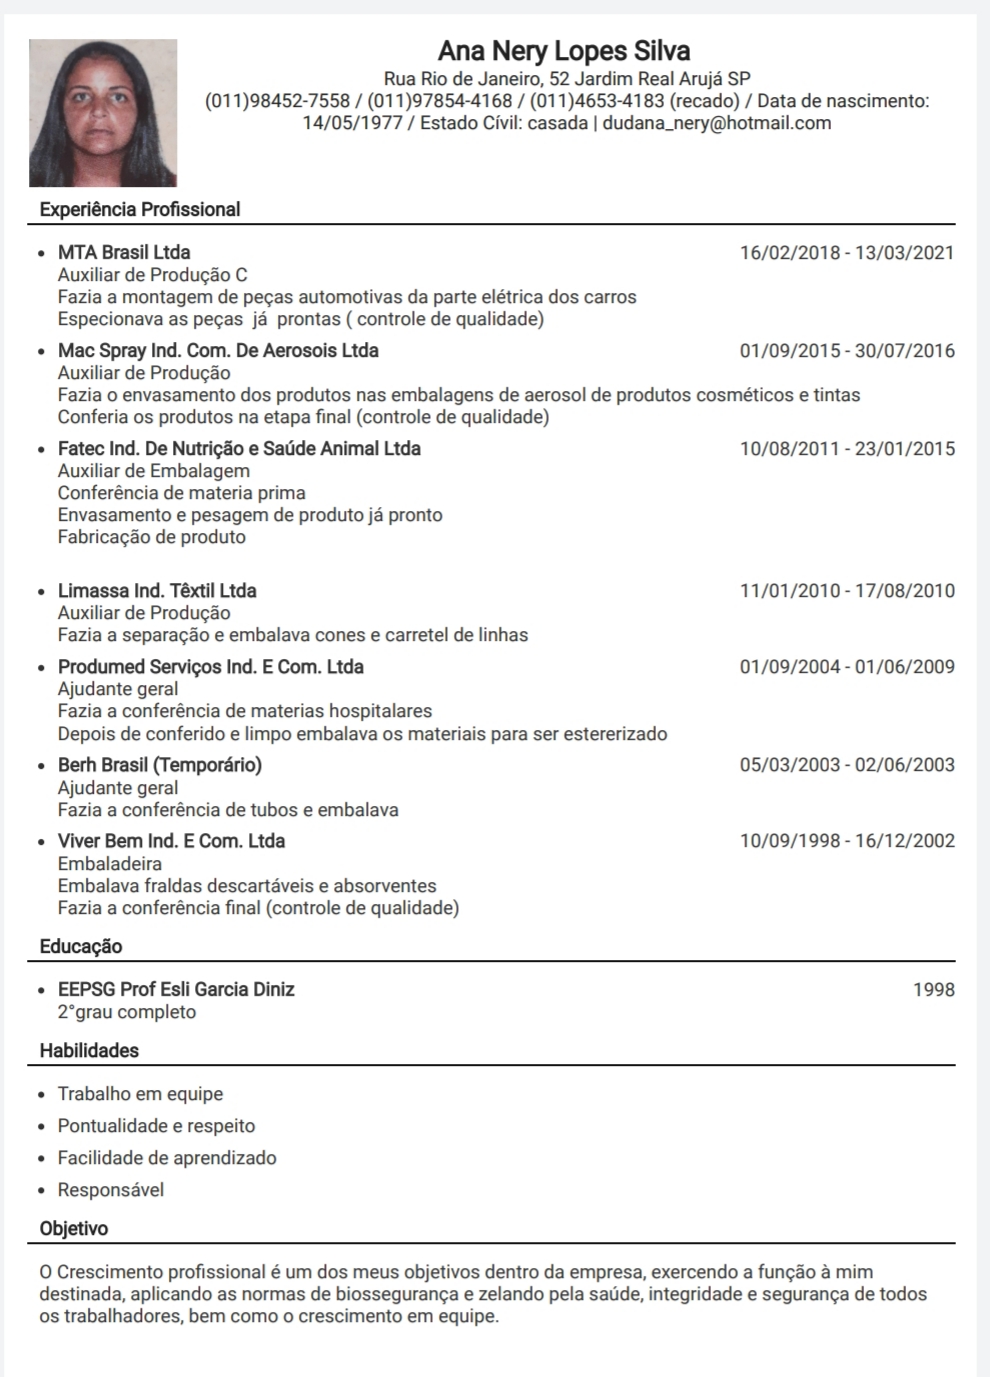 Ana Nery Lopes Silva
Rua Rio de Janeiro, 52 Jardim Real Arujá SP
(011)98452-7558 / (011)97854-4168 / (011)4653-4183 (recado) / Data de nascimento:
14/05/1977 / Estado Cívil: casada | dudana_nery@hotmail.com
Experiência Profissional
• MTA Brasil Ltda 16/02/2018 - 13/03/2021
Auxiliar de Produção C
Fazia a montagem de peças automotivas da parte elétrica dos carros
Especionava as peças  já  prontas ( controle de qualidade)
• Mac Spray Ind. Com. De Aerosois Ltda 01/09/2015 - 30/07/2016
Auxiliar de Produção
Fazia o envasamento dos produtos nas embalagens de aerosol de produtos cosméticos e tintas
Conferia os produtos na etapa final (controle de qualidade)
• Fatec Ind. De Nutrição e Saúde Animal Ltda 10/08/2011 - 23/01/2015
Auxiliar de Embalagem
Conferência de materia prima
Envasamento e pesagem de produto já pronto
Fabricação de produto
• Limassa Ind. Têxtil Ltda 11/01/2010 - 17/08/2010
Auxiliar de Produção
Fazia a separação e embalava cones e carretel de linhas
• Produmed Serviços Ind. E Com. Ltda 01/09/2004 - 01/06/2009
Ajudante geral
Fazia a conferência de materias hospitalares
Depois de conferido e limpo embalava os materiais para ser estererizado
• Berh Brasil (Temporário) 05/03/2003 - 02/06/2003
Ajudante geral
Fazia a conferência de tubos e embalava
• Viver Bem Ind. E Com. Ltda 10/09/1998 - 16/12/2002
Embaladeira
Embalava fraldas descartáveis e absorventes
Fazia a conferência final (controle de qualidade)
Educação
• EEPSG Prof Esli Garcia Diniz 1998
2°grau completo
Habilidades
• Trabalho em equipe
• Pontualidade e respeito
• Facilidade de aprendizado
• Responsável
Objetivo
O Crescimento profissional é um dos meus objetivos dentro da empresa, exercendo a função à mim
destinada, aplicando as normas de biossegurança e zelando pela saúde, integridade e segurança de todos
os trabalhadores, bem como o crescimento em equipe.